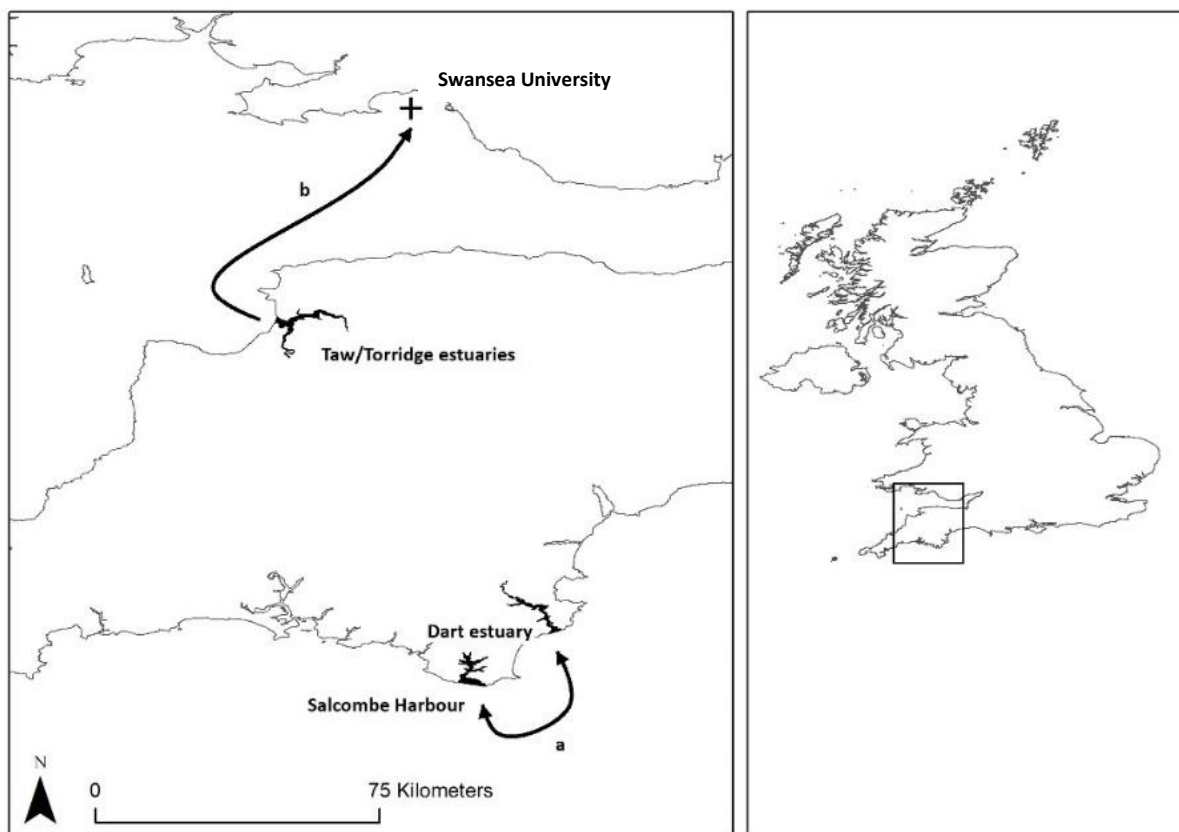 Swansea University
b
Taw/Torridge estuaries
Dart estuary
Salcombe Harbour
a
N
0 75 Kilometers